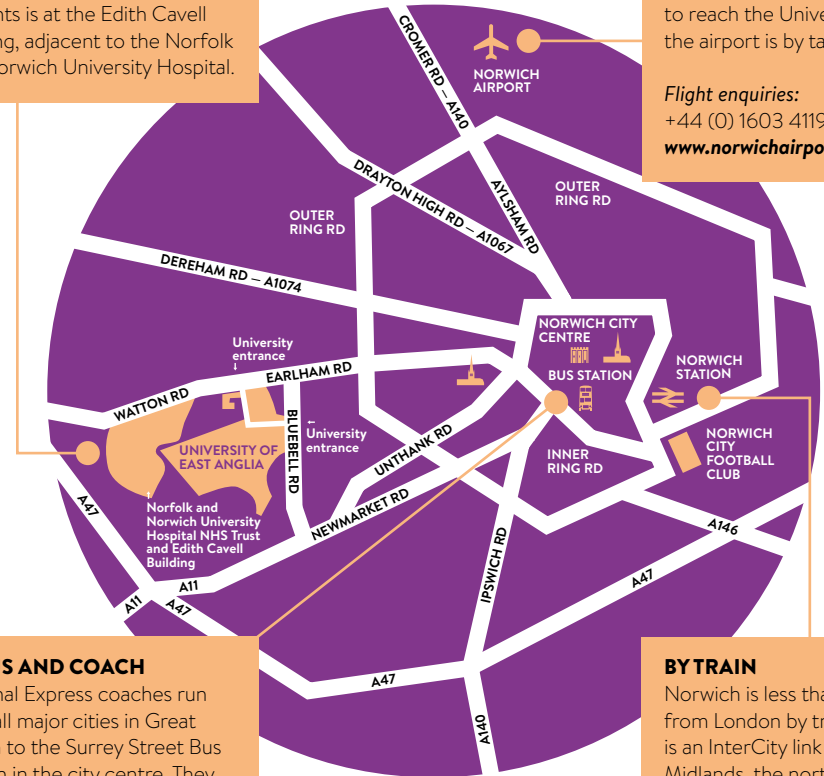 nts is at the Edith Cavell
ng, adjacent to the Norfolk
orwich University Hospital.
to reach the Unive
the airport is by ta
Flight enquiries:
+44 (0) 1603 4119
www.norwichairpo
NORWICH
AIRPORT
CROMER RD – A140
DRAYTON HIGH RD – A1067
AYLSHAM RD
OUTER
RING RD
OUTER
RING RD
DEREHAM RD – A1074
NORWICH CITY
CENTRE
BUS STATION
NORWICH
STATION
University
entrance
EARLHAM RD
WATTON RD
BLUEBELL RD
University
entrance
UNIVERSITY OF
EAST ANGLIA
UNTHANK RD
NORWICH
CITY
FOOTBALL
CLUB
INNER
RING RD
NEWMARKET RD
A47
Norfolk and
Norwich University
Hospital NHS Trust
and Edith Cavell
Building
IPSWICH RD
A146
A47
A11
A11
A47
A47
A140
S AND COACH
nal Express coaches run
all major cities in Great
n to the Surrey Street Bus
n in the city centre. They
BY TRAIN
Norwich is less tha
from London by tr
is an InterCity link
Midlands, the north